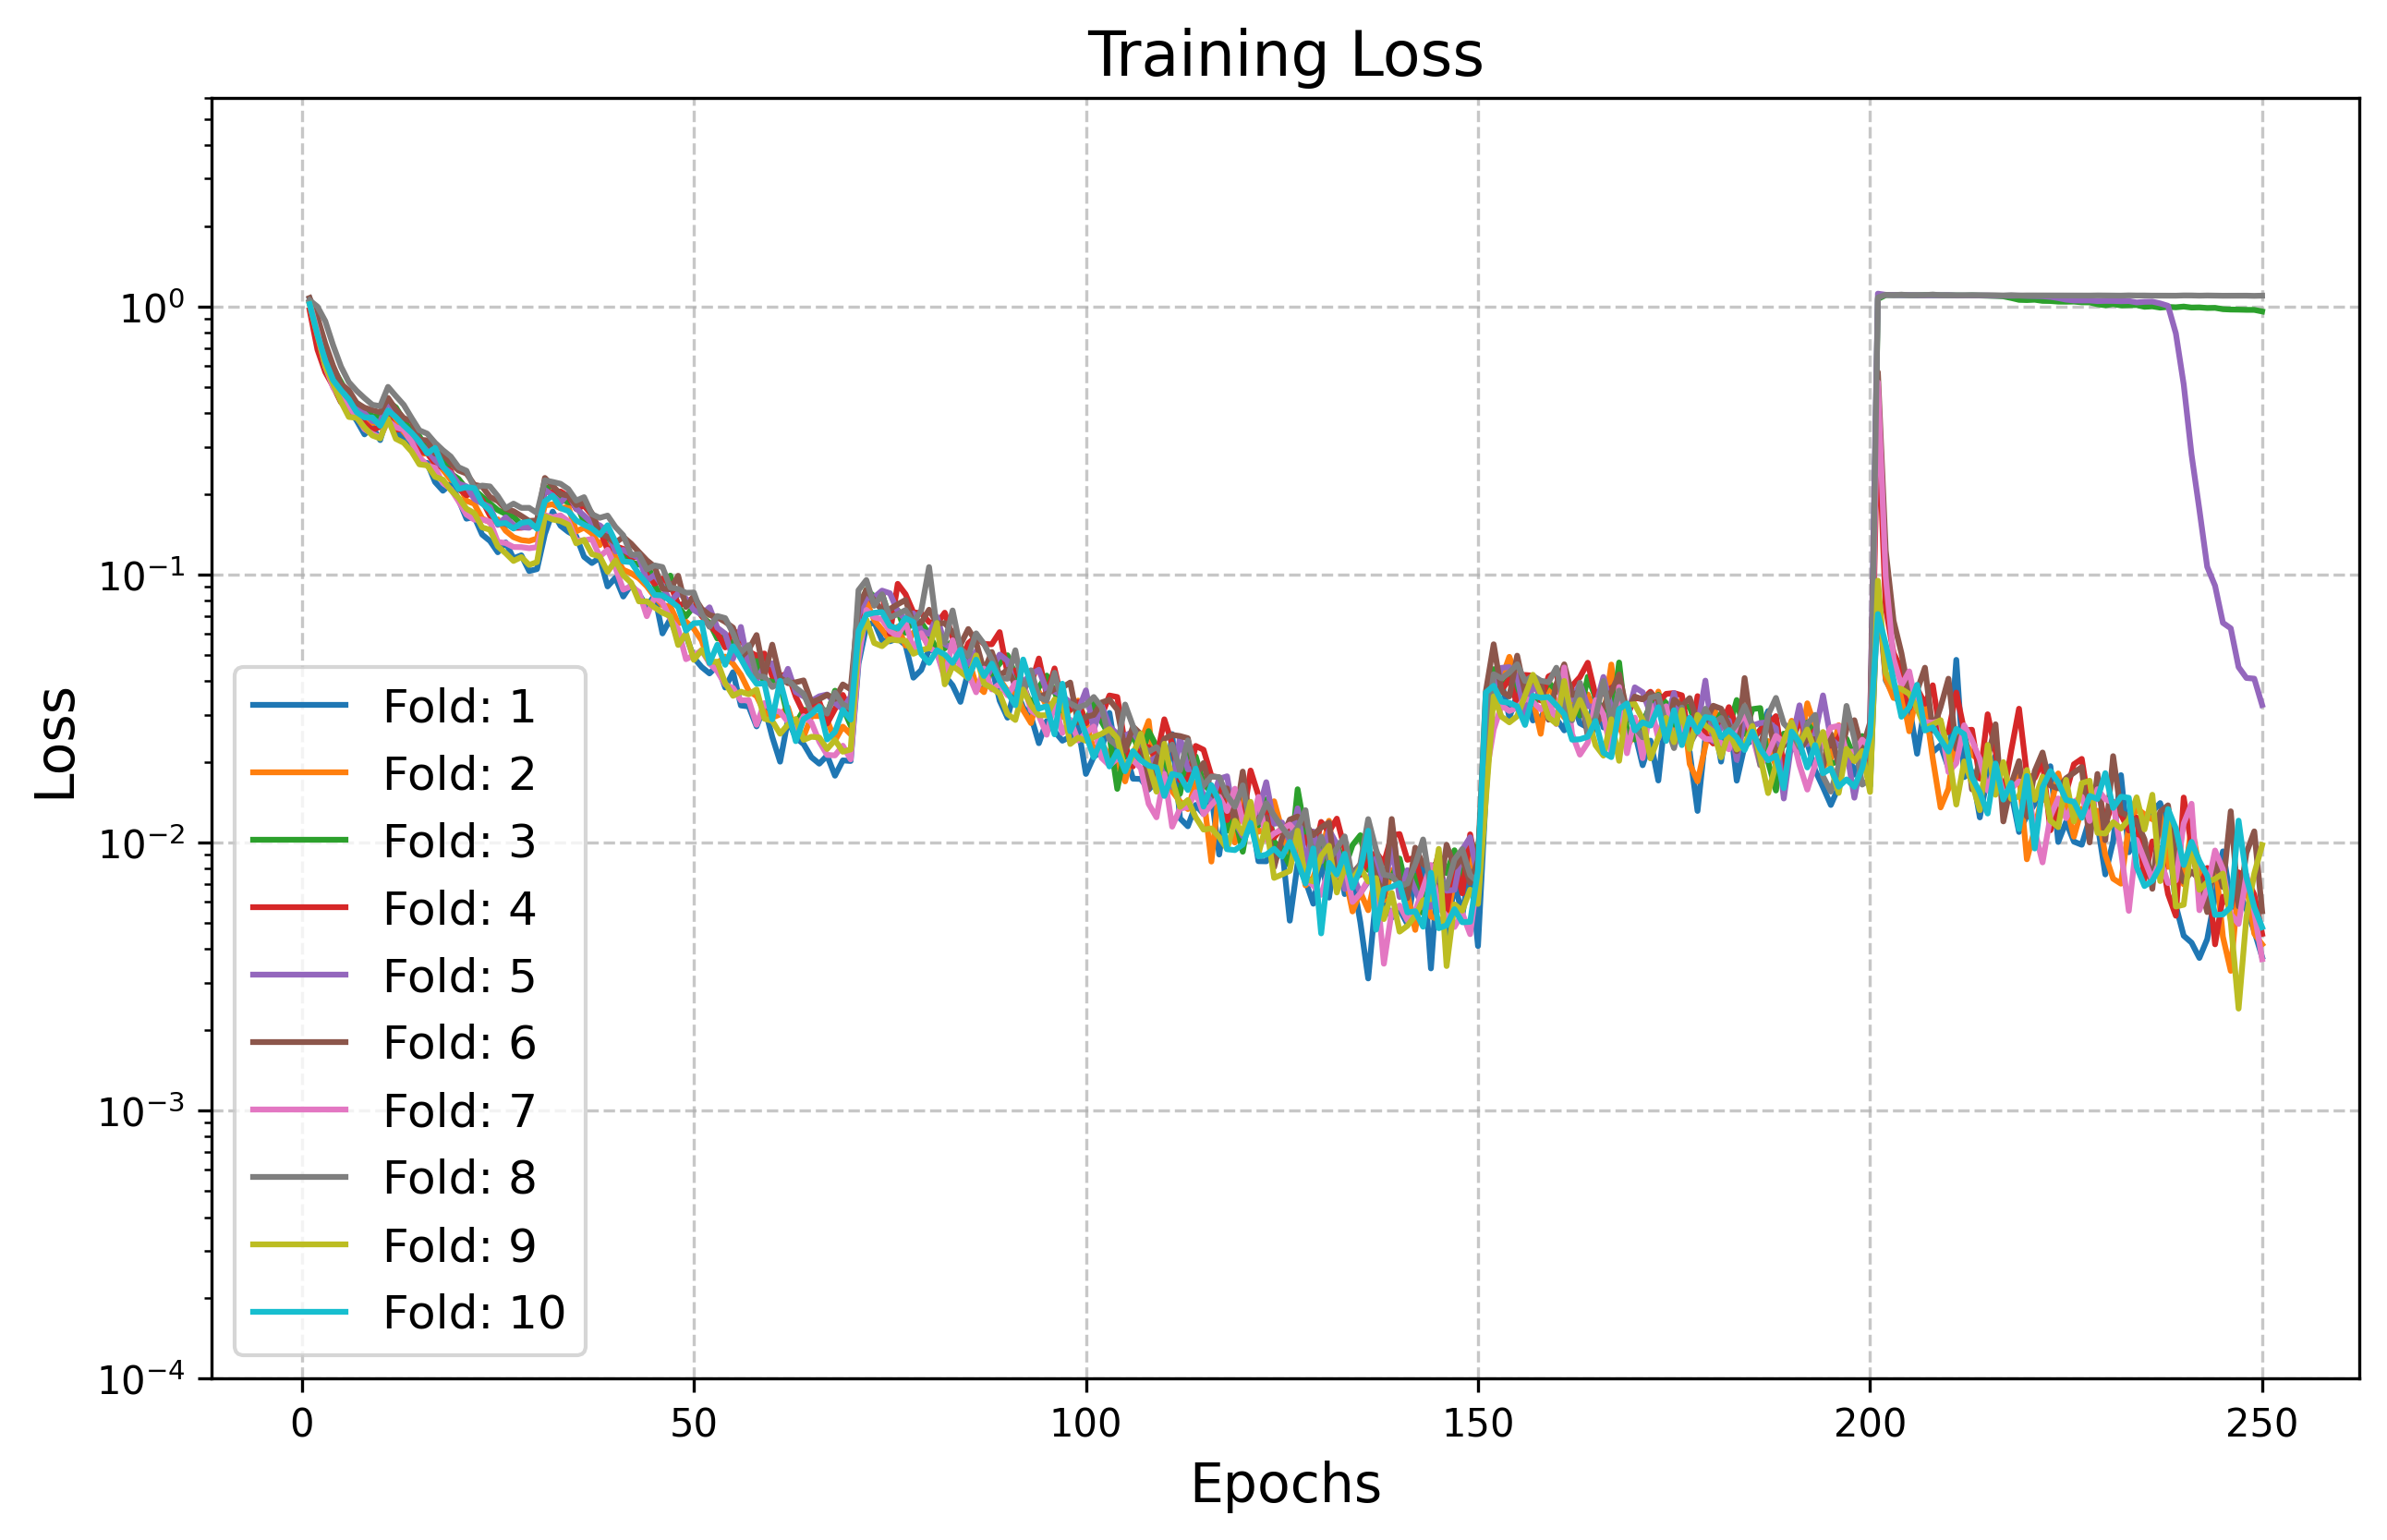 Training Loss
Loss
10⁰
10⁻¹
10⁻²
10⁻³
10⁻⁴
Fold: 1
Fold: 2
Fold: 3
Fold: 4
Fold: 5
Fold: 6
Fold: 7
Fold: 8
Fold: 9
Fold: 10
0 50 100 150 200 250
Epochs